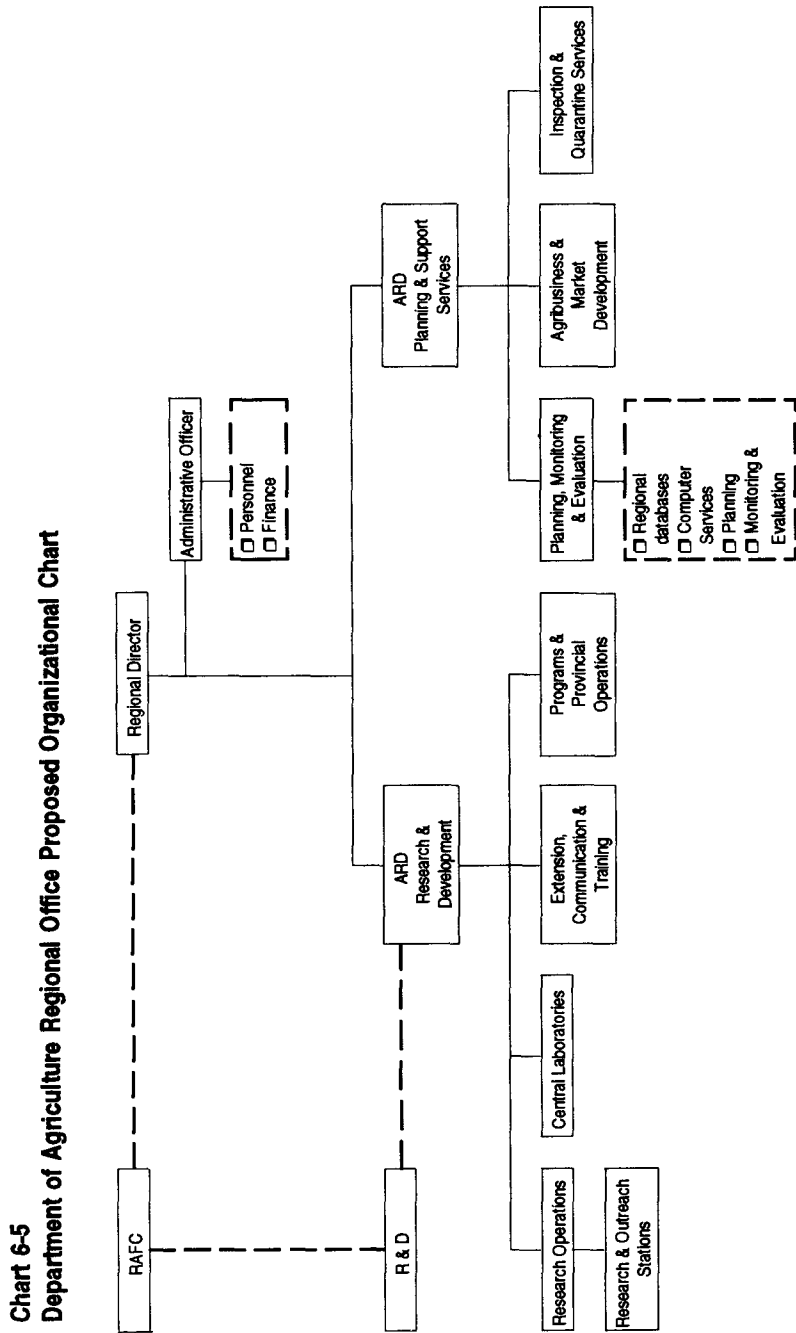 Chart 6-5
Department of Agriculture Regional Office Proposed Organizational Chart
RAFC
Regional Director
Administrative Officer
❐ Personnel
❐ Finance
R & D
ARD
Research &
Development
ARD
Planning & Support
Services
Research Operations
Research & Outreach
Stations
Central Laboratories
Extension,
Communication &
Training
Programs &
Provincial
Operations
Planning, Monitoring
& Evaluation
❐ Regional
databases
❐ Computer
Services
❐ Planning
❐ Monitoring &
Evaluation
Agribusiness &
Market
Development
Inspection &
Quarantine Services